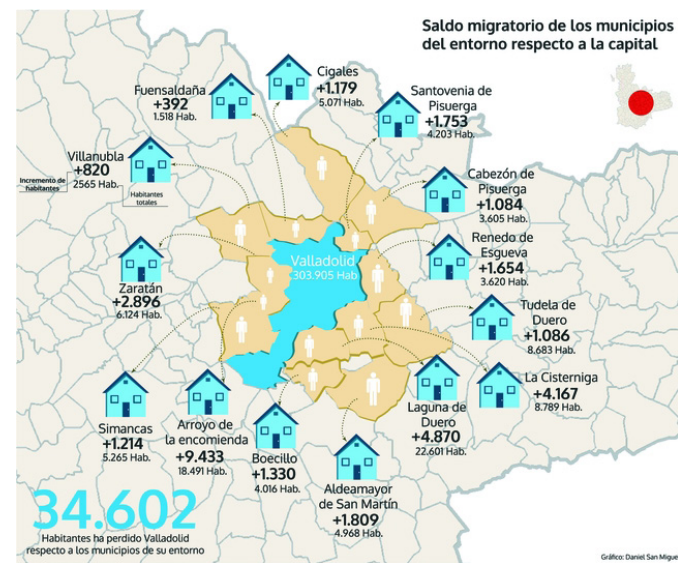 Saldo migratorio de los municipios
del entorno respecto a la capital
Cigales
+1.179
5.071 Hab.
Fuensaldaña
+392
1.518 Hab.
Santovenia de
Pisuerga
+1.753
4.203 Hab.
Villanubla
+820
2565 Hab.
Incremento de
habitantes
Habitantes
totales
Cabezón de
Pisuerga
+1.084
3.605 Hab.
Renedo de
Esgueva
+1.654
3.620 Hab.
Valladolid
303.905 Hab.
Zaratán
+2.896
6.124 Hab.
Tudela de
Duero
+1.086
8.683 Hab.
La Cisterniga
+4.167
8.789 Hab.
Simancas
+1.214
5.265 Hab.
Arroyo de
la encomienda
+9.433
18.491 Hab.
Boecillo
+1.330
4.016 Hab.
Laguna de
Duero
+4.870
22.601 Hab.
Aldeamayor
de San Martín
+1.809
4.968 Hab.
34.602
Habitantes ha perdido Valladolid
respecto a los municipios de su entorno
Gráfico: Daniel San Migue